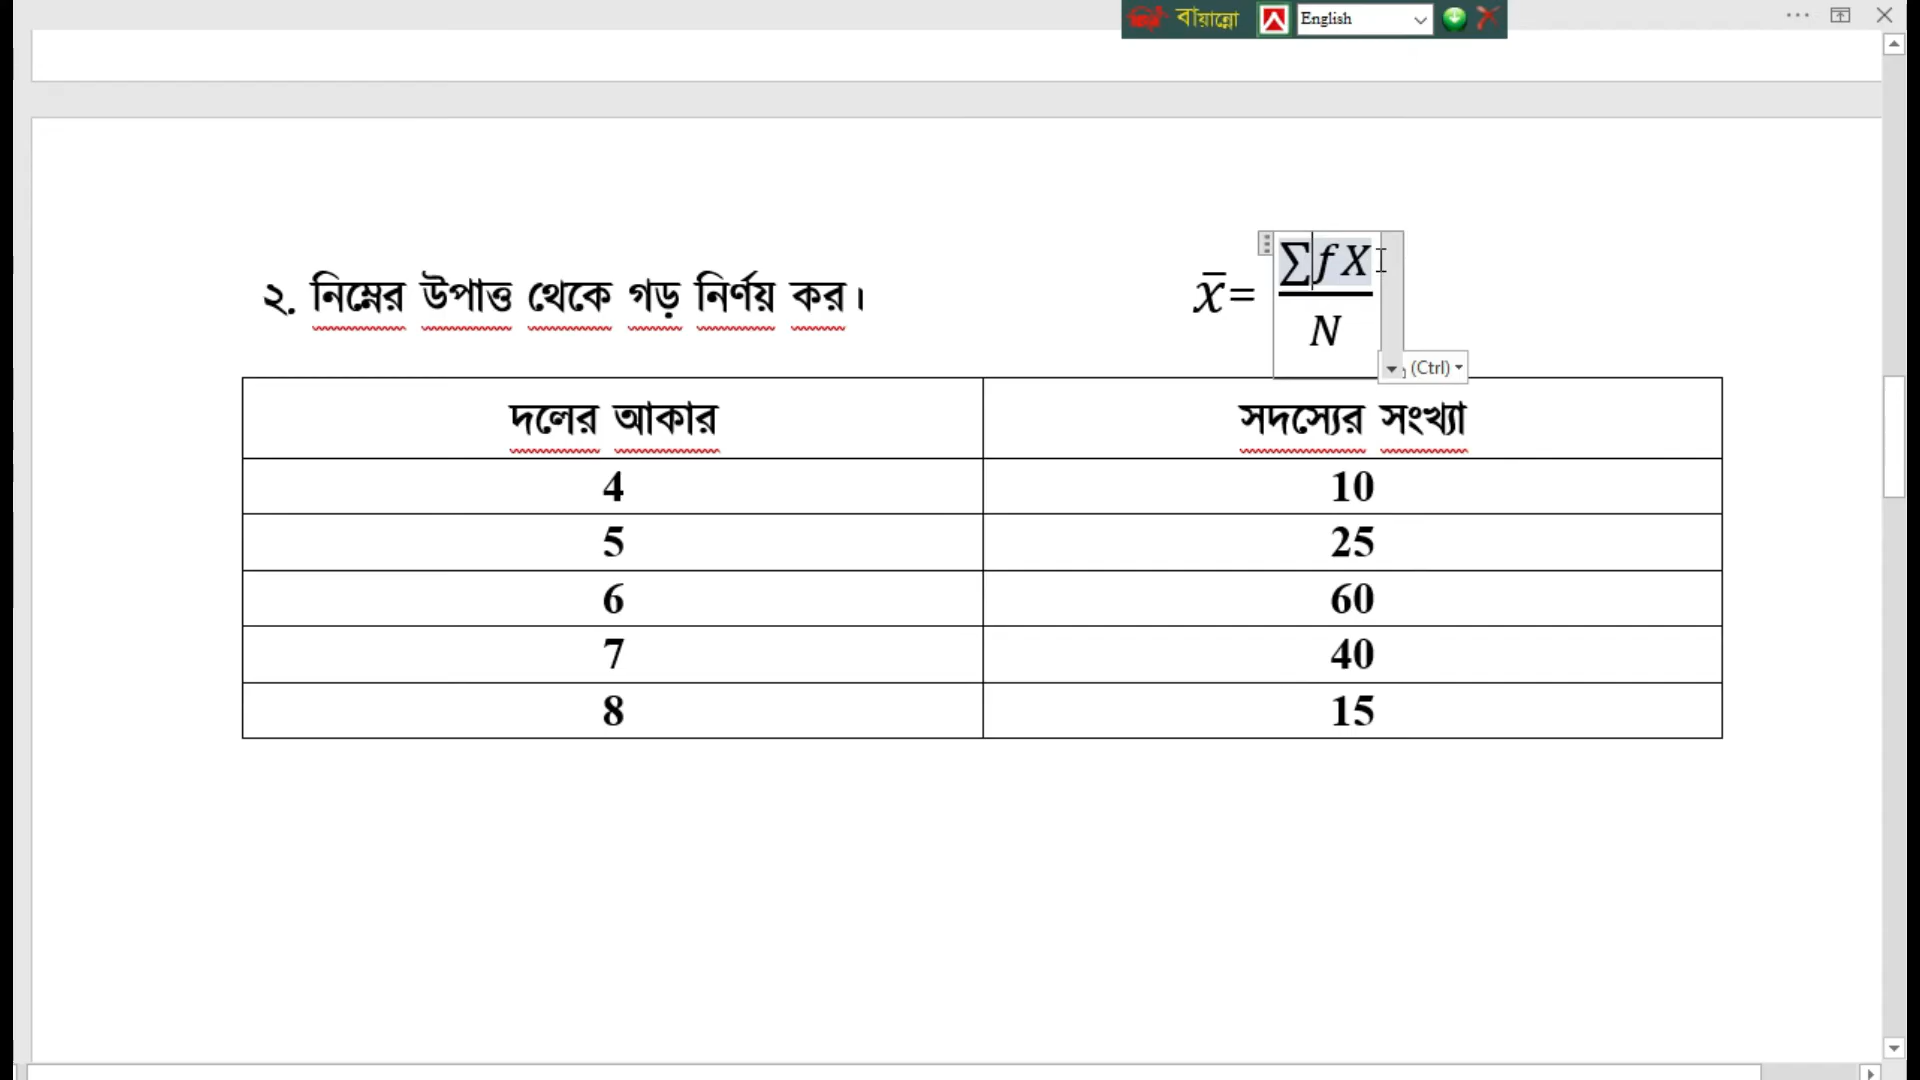 বায়ান্নো English
২. নিম্নের উপাত্ত থেকে গড় নির্ণয় কর। x̄= ∑fX / N
(Ctrl)
দলের আকার সদস্যের সংখ্যা
4 10
5 25
6 60
7 40
8 15